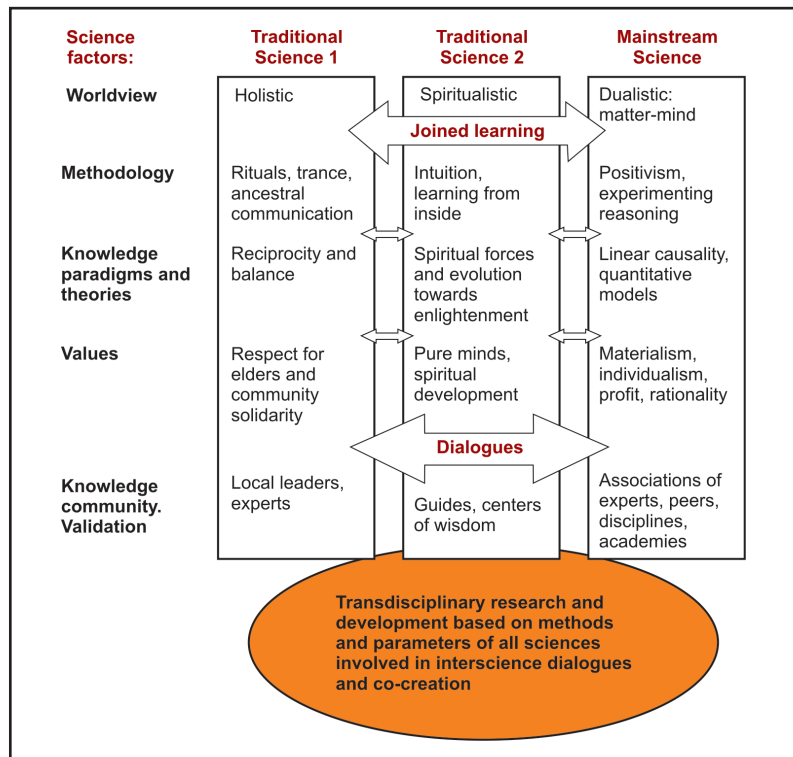 Science
factors:
Traditional
Science 1
Traditional
Science 2
Mainstream
Science
Worldview
Holistic
Spiritualistic
Dualistic:
matter-mind
Joined learning
Methodology
Rituals, trance,
ancestral
communication
Intuition,
learning from
inside
Positivism,
experimenting
reasoning
Knowledge
paradigms and
theories
Reciprocity and
balance
Spiritual forces
and evolution
towards
enlightenment
Linear causality,
quantitative
models
Values
Respect for
elders and
community
solidarity
Pure minds,
spiritual
development
Materialism,
individualism,
profit, rationality
Dialogues
Knowledge
community.
Validation
Local leaders,
experts
Guides, centers
of wisdom
Associations of
experts, peers,
disciplines,
academies
Transdisciplinary research and
development based on methods
and parameters of all sciences
involved in interscience dialogues
and co-creation